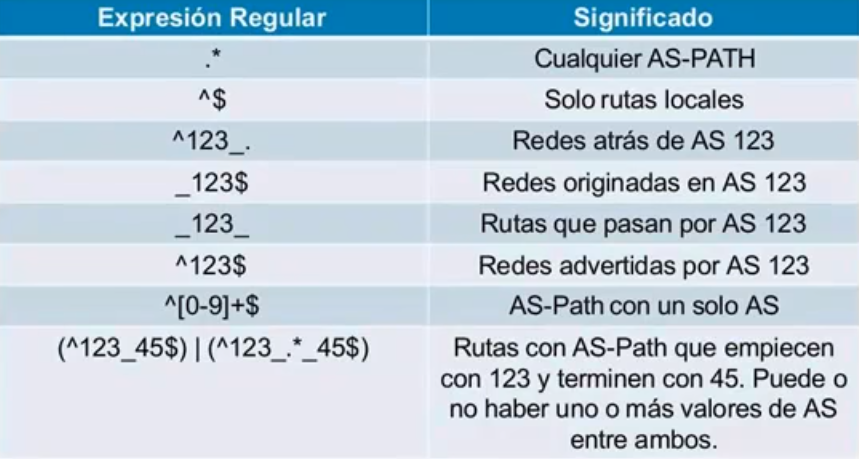 Expresión Regular Significado
.* Cualquier AS-PATH
^$ Solo rutas locales
^123_. Redes atrás de AS 123
_123$ Redes originadas en AS 123
_123_ Rutas que pasan por AS 123
^123$ Redes advertidas por AS 123
^[0-9]+$ AS-Path con un solo AS
(^123_45$) | (^123_.*_45$) Rutas con AS-Path que empiecen
con 123 y terminen con 45. Puede o
no haber uno o más valores de AS
entre ambos.